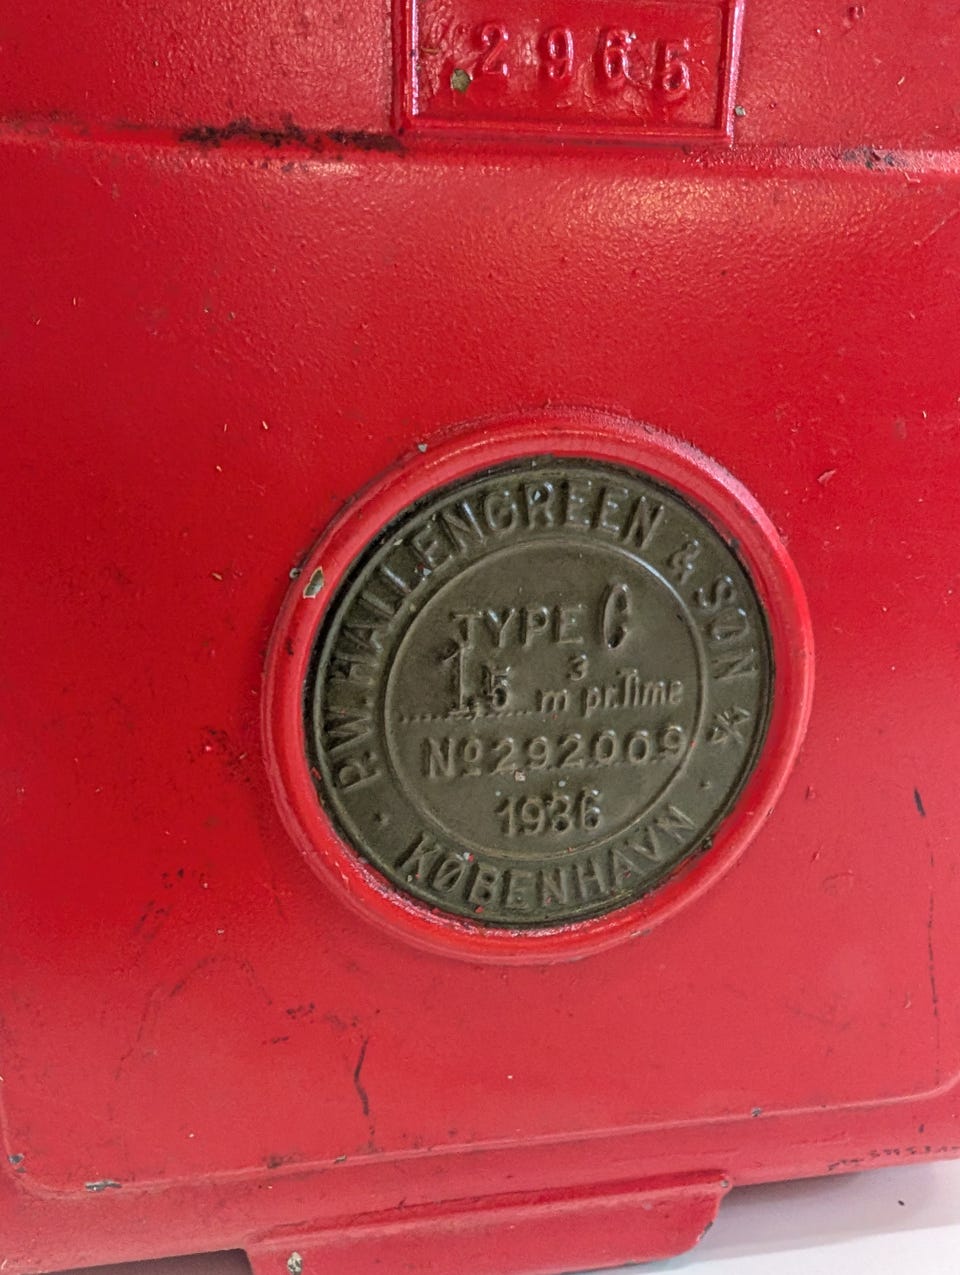 2965
P.W. HALLENGREEN & SØN
TYPE C
1,5 m³ pr. Time
Nº 292009
1936
KØBENHAVN